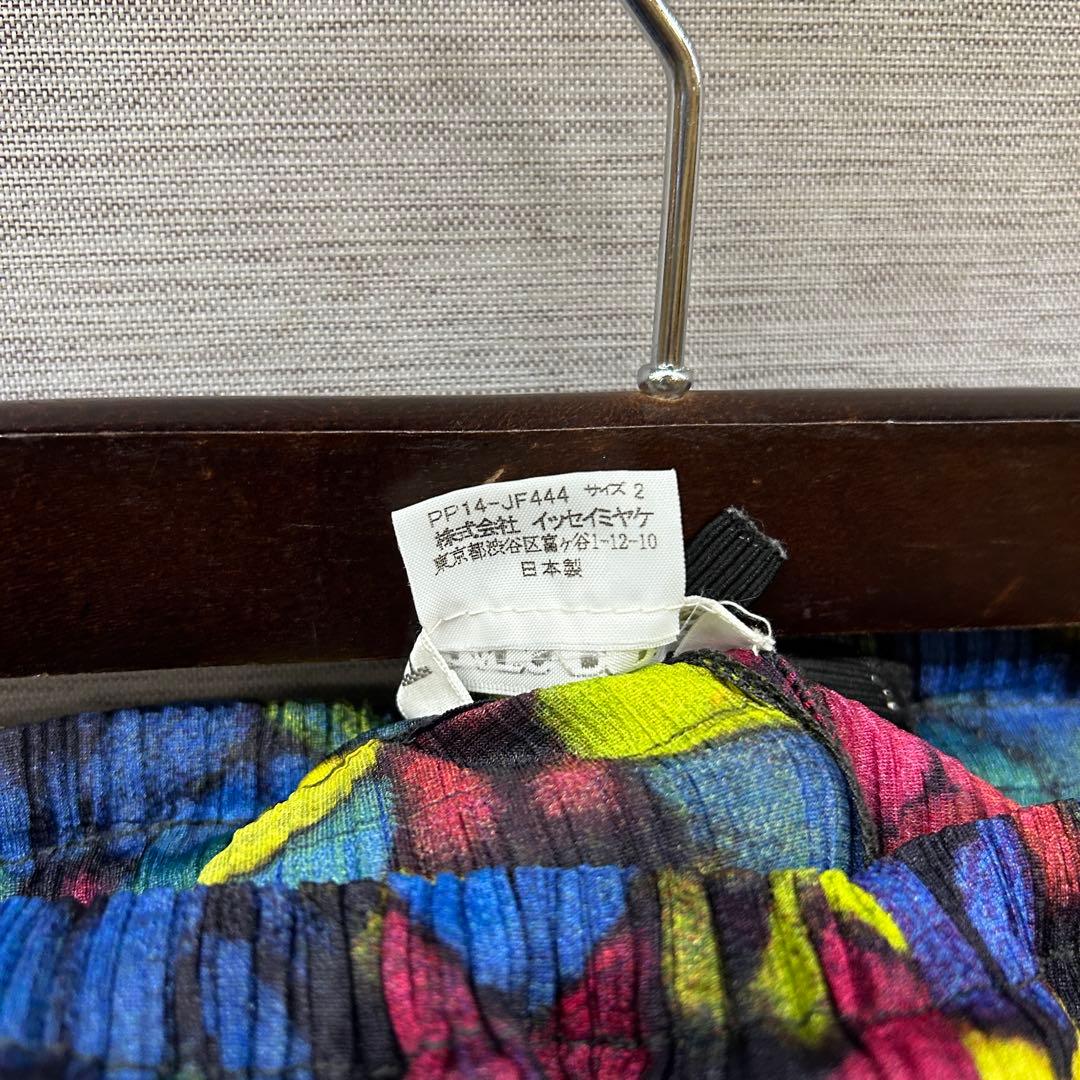 PP14-JF444 サイズ 2
株式会社 イッセイミヤケ
東京都渋谷区富ヶ谷1-12-10
日本製